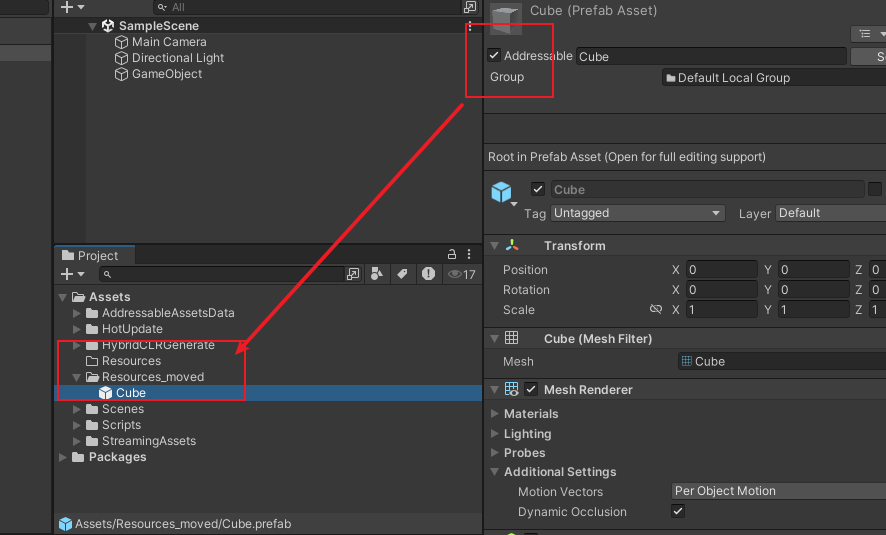 All
SampleScene
Main Camera
Directional Light
GameObject
Project
17
Assets
AddressableAssetsData
HotUpdate
HybridCLRGenerate
Resources
Resources_moved
Cube
Scenes
Scripts
StreamingAssets
Packages
Assets/Resources_moved/Cube.prefab
Cube (Prefab Asset)
Addressable Cube
Group Default Local Group
Root in Prefab Asset (Open for full editing support)
Cube
Tag Untagged Layer Default
Transform
Position X 0 Y 0 Z 0
Rotation X 0 Y 0 Z 0
Scale X 1 Y 1 Z 1
Cube (Mesh Filter)
Mesh Cube
Mesh Renderer
Materials
Lighting
Probes
Additional Settings
Motion Vectors Per Object Motion
Dynamic Occlusion